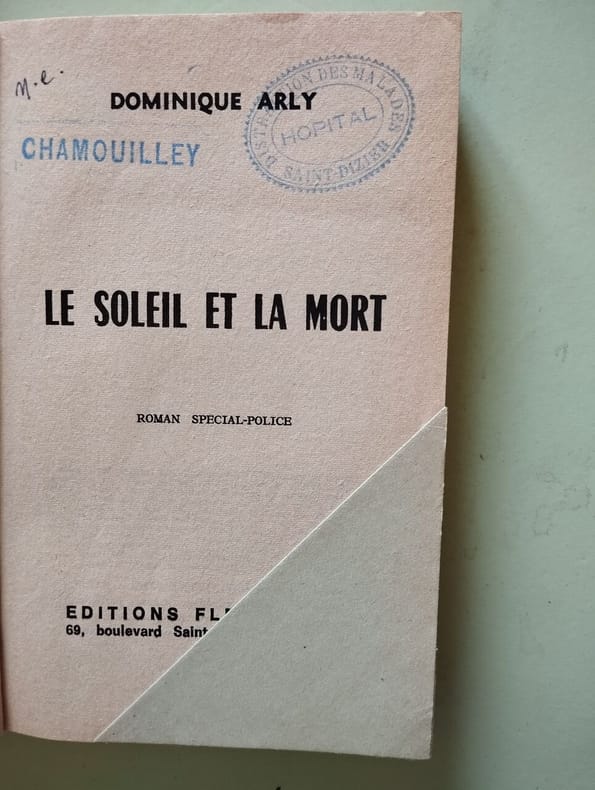 n.e.
DOMINIQUE ARLY
DISTRACTION DES MALADES
HOPITAL
SAINT-DIZIER
CHAMOUILLEY
LE SOLEIL ET LA MORT
ROMAN SPECIAL-POLICE
EDITIONS FL
69, boulevard Saint